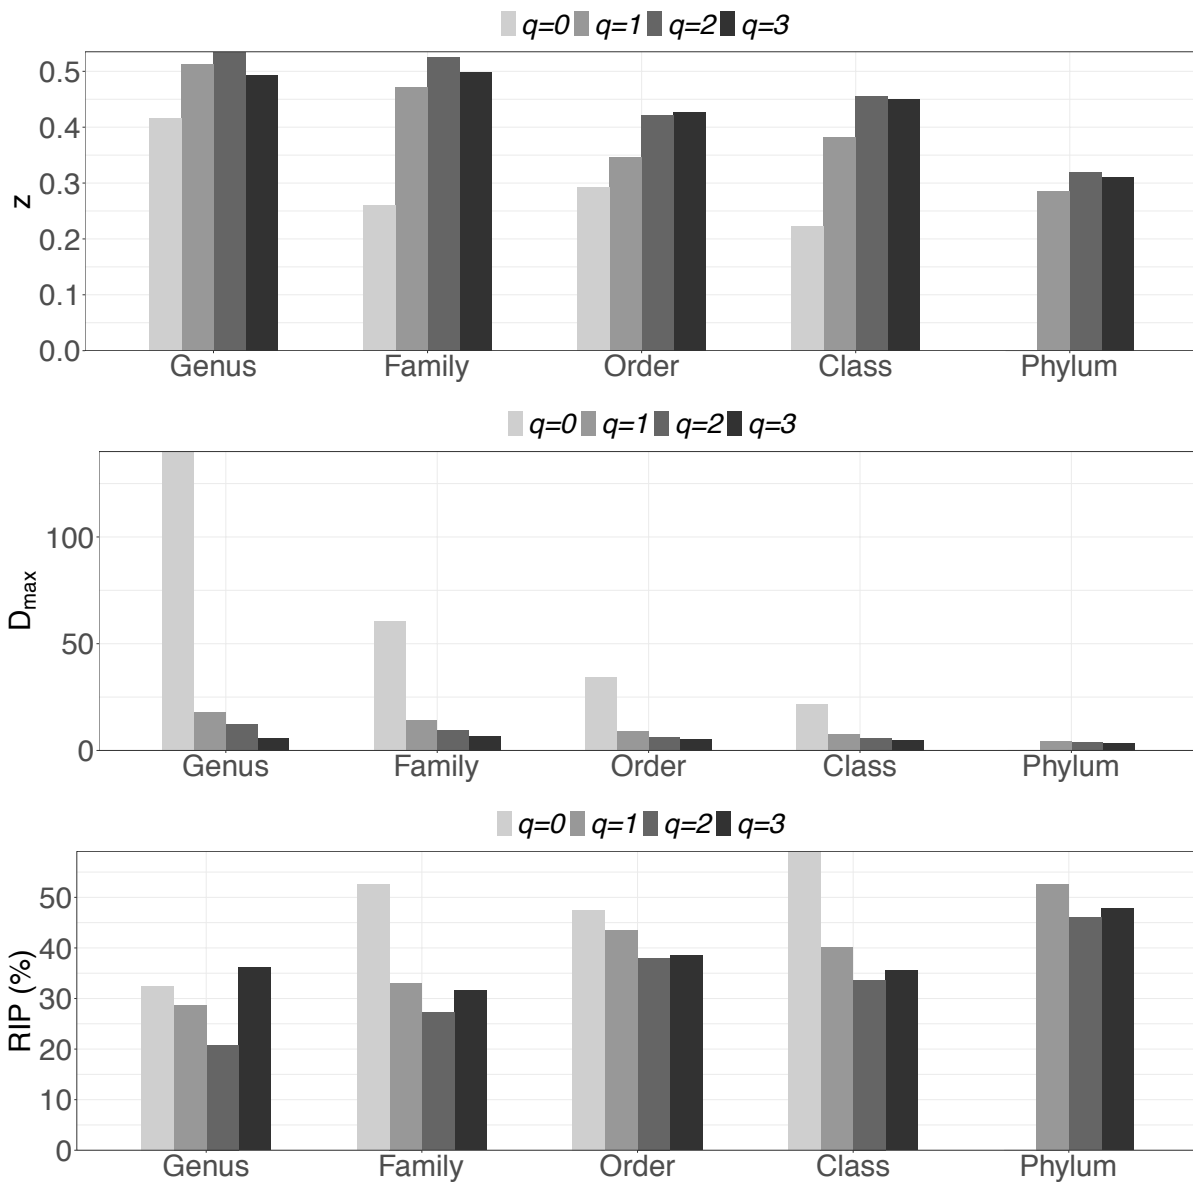 q=0 q=1 q=2 q=3
z
0.5
0.4
0.3
0.2
0.1
0.0
Genus Family Order Class Phylum
q=0 q=1 q=2 q=3
Dmax
100
50
0
Genus Family Order Class Phylum
q=0 q=1 q=2 q=3
RIP (%)
50
40
30
20
10
0
Genus Family Order Class Phylum